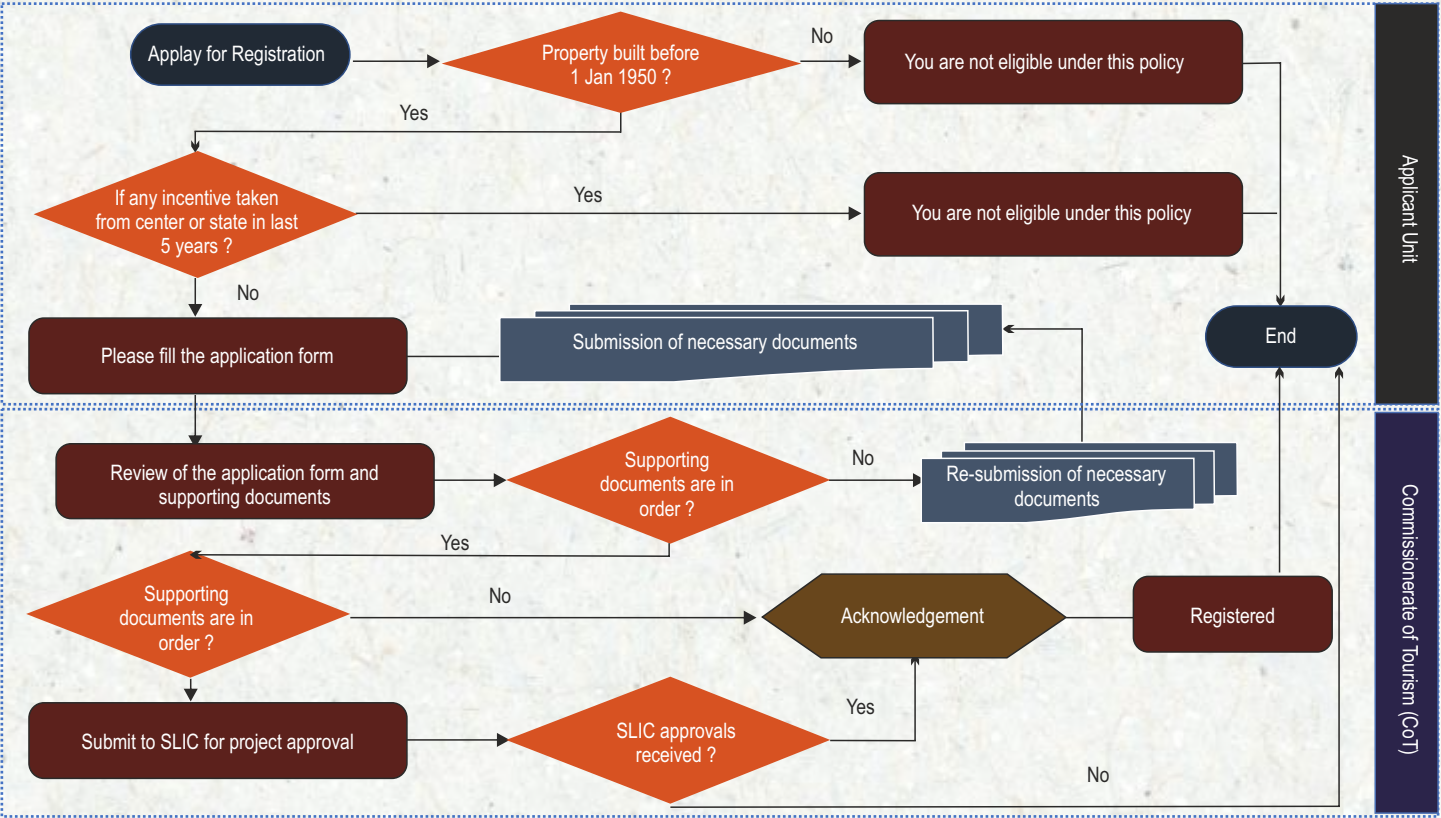 Applay for Registration
Property built before
1 Jan 1950 ?
No
You are not eligible under this policy
Yes
If any incentive taken
from center or state in last
5 years ?
Yes
You are not eligible under this policy
No
Please fill the application form
Submission of necessary documents
End
Applicant Unit
Review of the application form and
supporting documents
Supporting
documents are in
order ?
No
Re-submission of necessary
documents
Yes
Supporting
documents are in
order ?
No
Acknowledgement
Registered
Submit to SLIC for project approval
SLIC approvals
received ?
Yes
No
Commissionerate of Tourism (CoT)